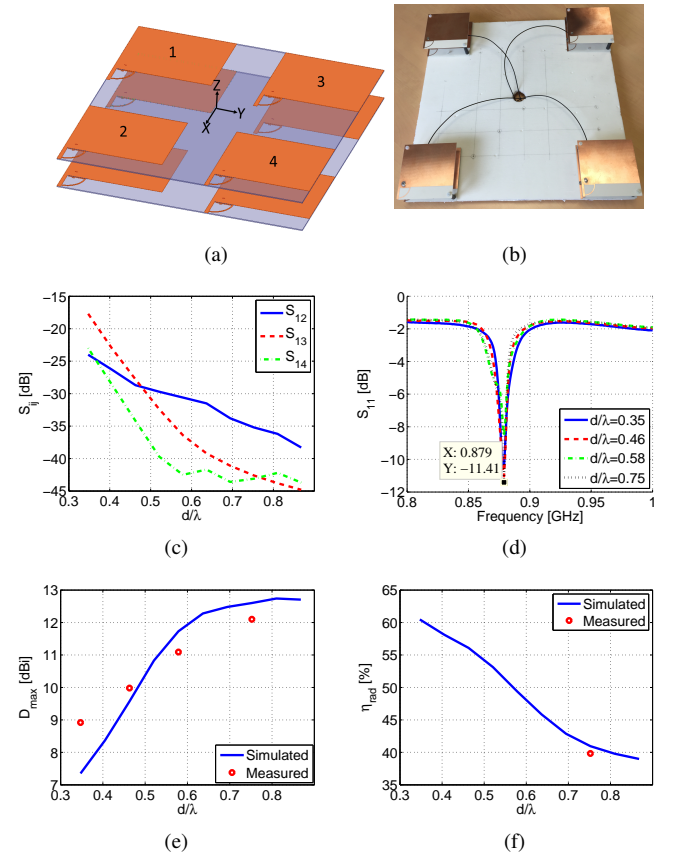 1
2
3
4
Z
Y
X
(a)
(b)
−15
−20
−25
−30
−35
−40
−45
0.3 0.4 0.5 0.6 0.7 0.8
S_ij [dB]
d/λ
S_12
S_13
S_14
(c)
0
−2
−4
−6
−8
−10
−12
0.8 0.85 0.9 0.95 1
S_11 [dB]
Frequency [GHz]
X: 0.879
Y: −11.41
d/λ=0.35
d/λ=0.46
d/λ=0.58
d/λ=0.75
(d)
13
12
11
10
9
8
7
0.3 0.4 0.5 0.6 0.7 0.8
D_max [dBi]
d/λ
Simulated
Measured
(e)
65
60
55
50
45
40
35
0.3 0.4 0.5 0.6 0.7 0.8
η_rad [%]
d/λ
Simulated
Measured
(f)